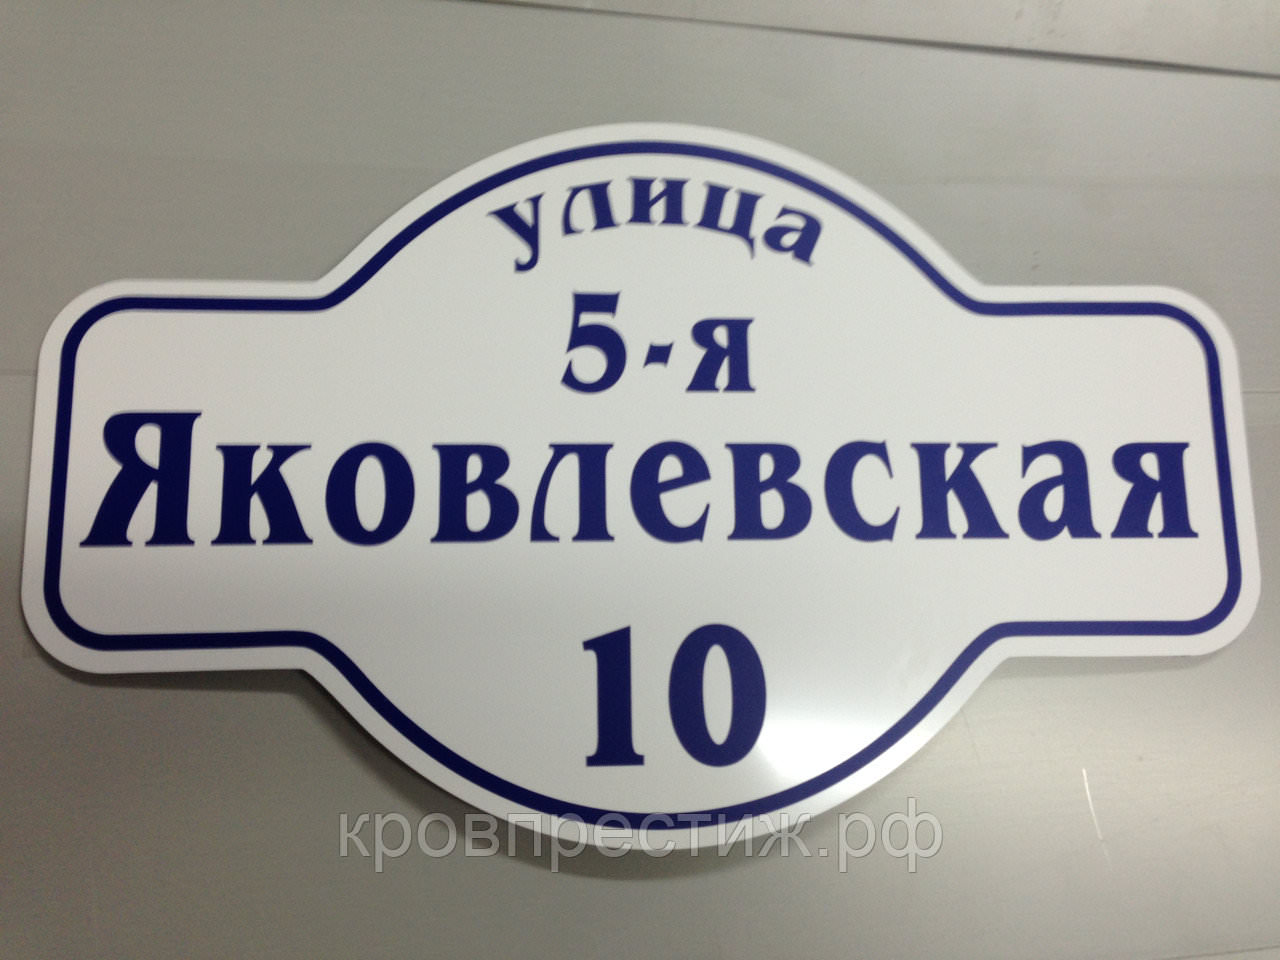 улица
5-я
Яковлевская
10
кровпрестиж.рф